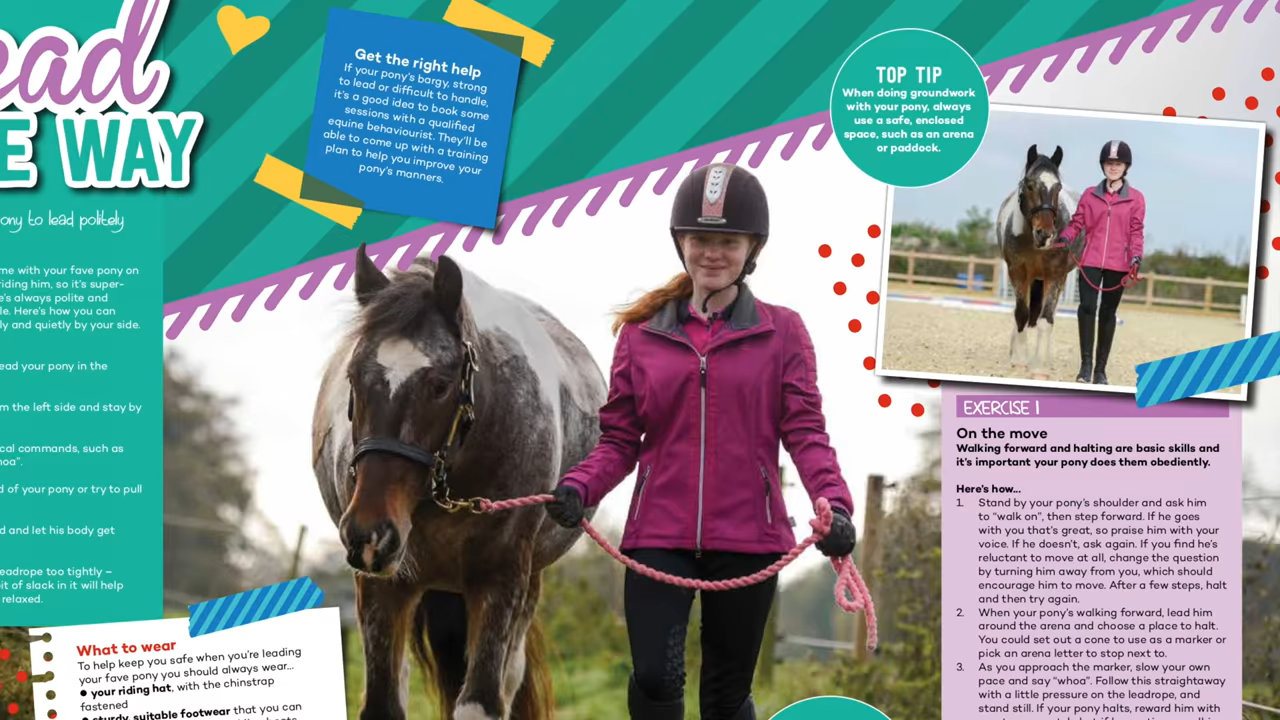 ead
E WAY
ony to lead politely
me with your fave pony on
riding him, so it's super-
e's always polite and
le. Here's how you can
ly and quietly by your side.
ead your pony in the
m the left side and stay by
cal commands, such as
hoa".
d of your pony or try to pull
d and let his body get
eadrope too tightly –
it of slack in it will help
relaxed.
Get the right help
If your pony's bargy, strong
to lead or difficult to handle,
it's a good idea to book some
sessions with a qualified
equine behaviourist. They'll be
able to come up with a training
plan to help you improve your
pony's manners.
TOP TIP
When doing groundwork
with your pony, always
use a safe, enclosed
space, such as an arena
or paddock.
What to wear
To help keep you safe when you're leading
your fave pony you should always wear...
● your riding hat, with the chinstrap
fastened
● sturdy, suitable footwear that you can
EXERCISE 1
On the move
Walking forward and halting are basic skills and
it's important your pony does them obediently.
Here's how...
1. Stand by your pony's shoulder and ask him
to "walk on", then step forward. If he goes
with you that's great, so praise him with your
voice. If he doesn't, ask again. If you find he's
reluctant to move at all, change the question
by turning him away from you, which should
encourage him to move. After a few steps, halt
and then try again.
2. When your pony's walking forward, lead him
around the arena and choose a place to halt.
You could set out a cone to use as a marker or
pick an arena letter to stop next to.
3. As you approach the marker, slow your own
pace and say "whoa". Follow this straightaway
with a little pressure on the leadrope, and
stand still. If your pony halts, reward him with